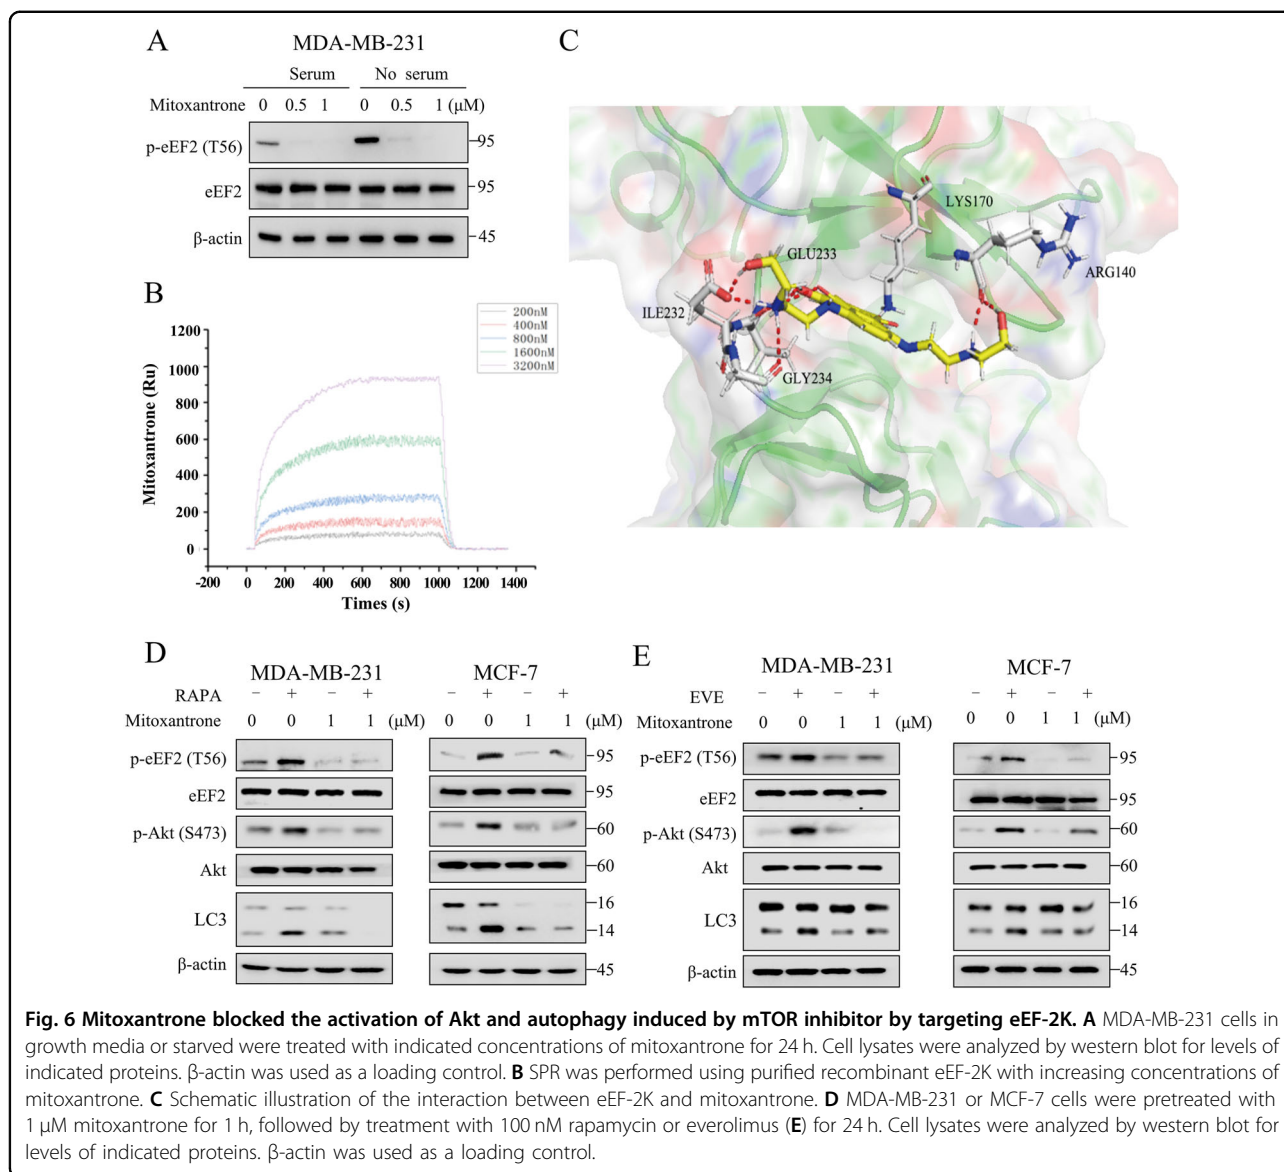 A
MDA-MB-231
Serum No serum
Mitoxantrone 0 0.5 1 0 0.5 1 (μM)
p-eEF2 (T56) 95
eEF2 95
β-actin 45
B
200nM
400nM
800nM
1600nM
3200nM
Mitoxantrone (Ru)
1200
1000
800
600
400
200
0
-200 0 200 400 600 800 1000 1200 1400
Times (s)
C
LYS170
GLU233
ARG140
ILE232
GLY234
D
MDA-MB-231 MCF-7
RAPA − + − + − + − +
Mitoxantrone 0 0 1 1 (μM) 0 0 1 1 (μM)
p-eEF2 (T56) 95
eEF2 95
p-Akt (S473) 60
Akt 60
LC3 16
14
β-actin 45
E
MDA-MB-231 MCF-7
EVE − + − + − + − +
Mitoxantrone 0 0 1 1 (μM) 0 0 1 1 (μM)
p-eEF2 (T56) 95
eEF2 95
p-Akt (S473) 60
Akt 60
LC3 16
14
β-actin 45
Fig. 6 Mitoxantrone blocked the activation of Akt and autophagy induced by mTOR inhibitor by targeting eEF-2K. A MDA-MB-231 cells in
growth media or starved were treated with indicated concentrations of mitoxantrone for 24 h. Cell lysates were analyzed by western blot for levels of
indicated proteins. β-actin was used as a loading control. B SPR was performed using purified recombinant eEF-2K with increasing concentrations of
mitoxantrone. C Schematic illustration of the interaction between eEF-2K and mitoxantrone. D MDA-MB-231 or MCF-7 cells were pretreated with
1 μM mitoxantrone for 1 h, followed by treatment with 100 nM rapamycin or everolimus (E) for 24 h. Cell lysates were analyzed by western blot for
levels of indicated proteins. β-actin was used as a loading control.